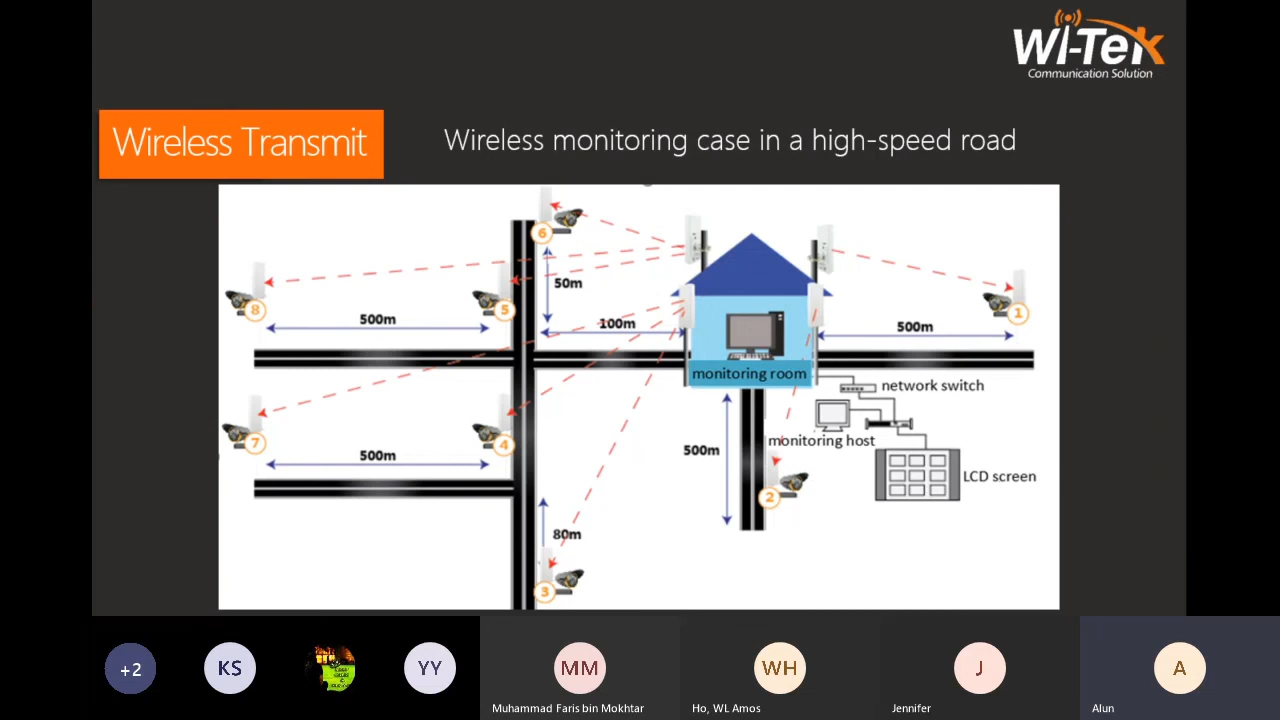 Wi-Tek
Communication Solution
Wireless Transmit
Wireless monitoring case in a high-speed road
6
50m
8
5
1
500m
100m
500m
monitoring room
network switch
7
4
monitoring host
500m
500m
LCD screen
2
80m
3
+2
KS
YY
MM
WH
J
A
Muhammad Faris bin Mokhtar
Ho, WL Amos
Jennifer
Alun